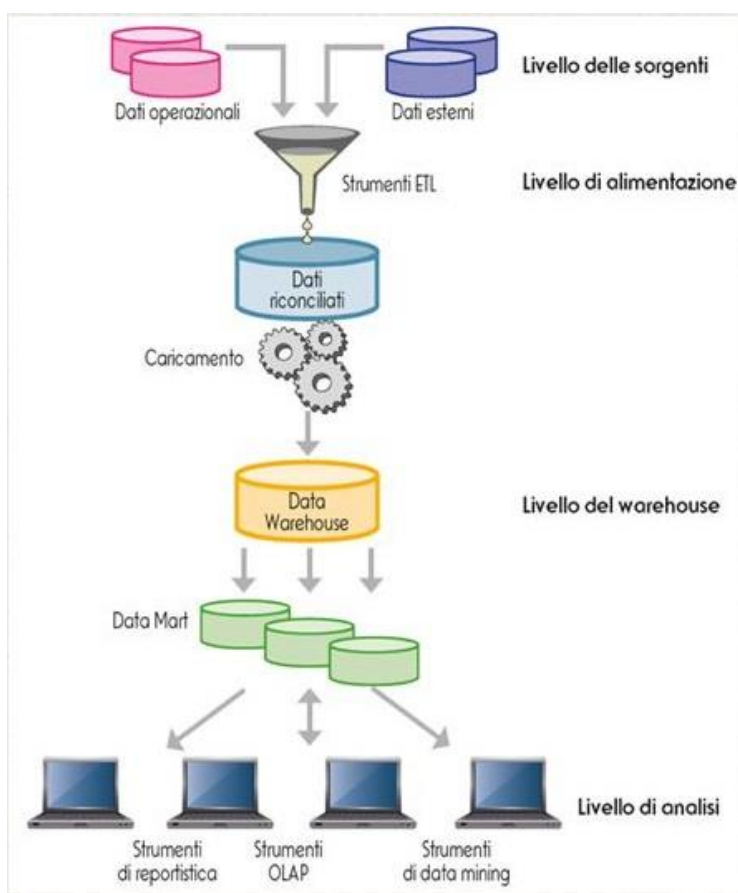 Livello delle sorgenti
Dati operazionali
Dati esterni
Strumenti ETL
Livello di alimentazione
Dati
riconciliati
Caricamento
Data
Warehouse
Livello del warehouse
Data Mart
Livello di analisi
Strumenti
di reportistica
Strumenti
OLAP
Strumenti
di data mining